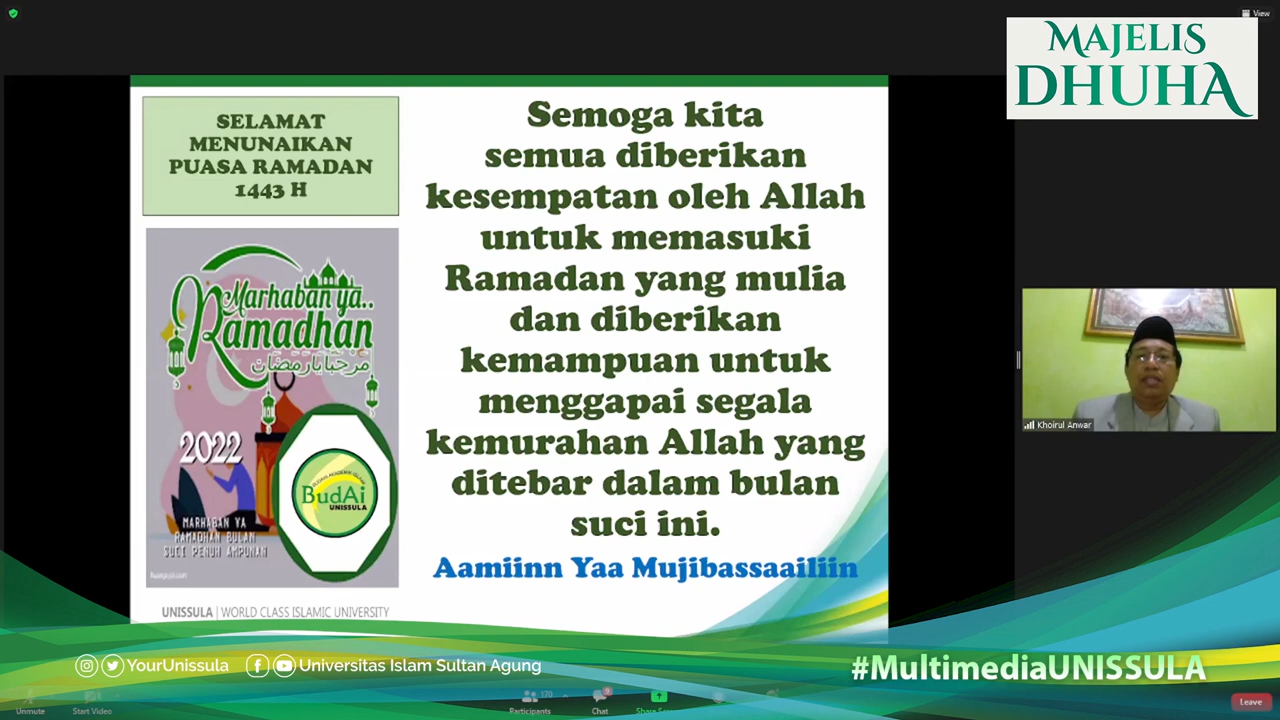 View
MAJELIS
DHUHA
SELAMAT
MENUNAIKAN
PUASA RAMADAN
1443 H
Semoga kita
semua diberikan
kesempatan oleh Allah
untuk memasuki
Ramadan yang mulia
dan diberikan
kemampuan untuk
menggapai segala
kemurahan Allah yang
ditebar dalam bulan
suci ini.
Aamiinn Yaa Mujibassaailiin
Marhaban ya..
Ramadhan
مرحبا يا رمضان
2022
MARHABAN YA
RAMADHAN BULAN
SUCI PENUH AMPUNAN
BudAi
UNISSULA
UNISSULA | WORLD CLASS ISLAMIC UNIVERSITY
Khoirul Anwar
YourUnissula
Universitas Islam Sultan Agung
#MultimediaUNISSULA
Unmute
Start Video
Participants
170
Chat
Leave